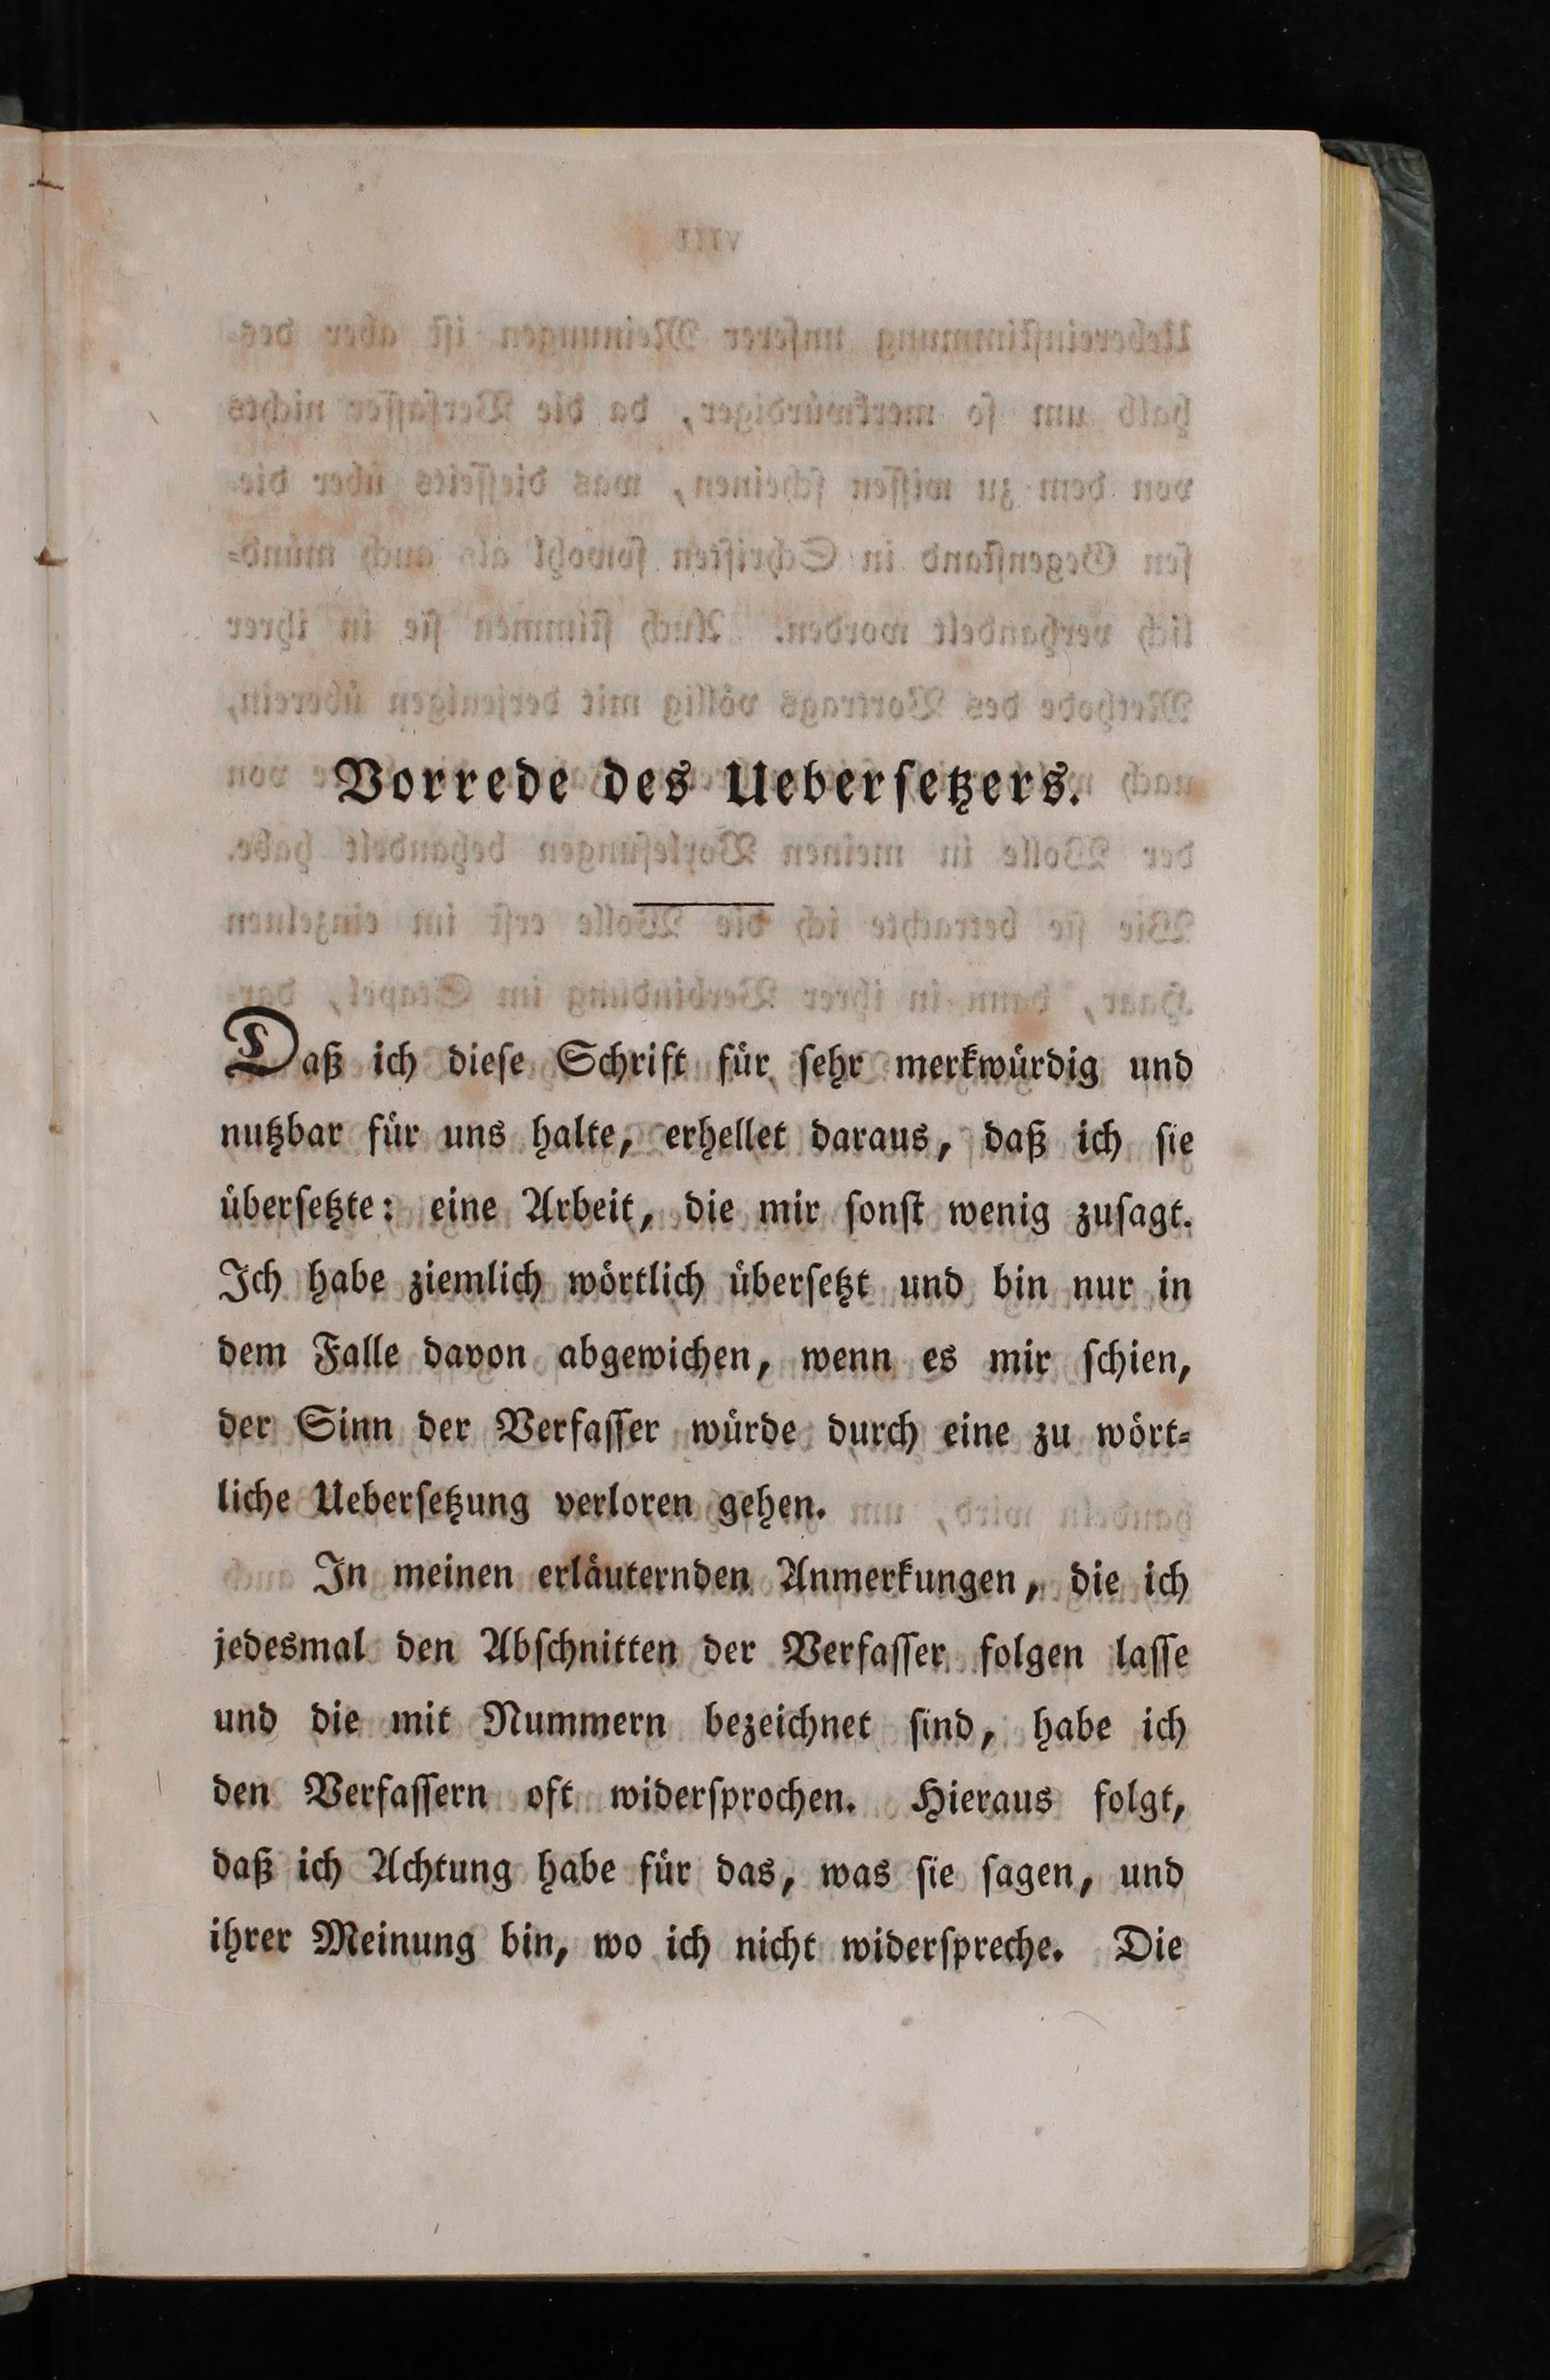 Vorrede des Ueberſetzers.
Daß ich dieſe Schrift für ſehr merkwürdig und
nutzbar für uns halte, erhellet daraus, daß ich ſie
überſetzte: eine Arbeit, die mir ſonſt wenig zuſagt.
Ich habe ziemlich wörtlich überſetzt und bin nur in
dem Falle davon abgewichen, wenn es mir ſchien,
der Sinn der Verfaſſer würde durch eine zu wört-
liche Ueberſetzung verloren gehen.
In meinen erläuternden Anmerkungen, die ich
jedesmal den Abſchnitten der Verfaſſer folgen laſſe
und die mit Nummern bezeichnet ſind, habe ich
den Verfaſſern oft widerſprochen. Hieraus folgt,
daß ich Achtung habe für das, was ſie ſagen, und
ihrer Meinung bin, wo ich nicht widerſpreche. Die